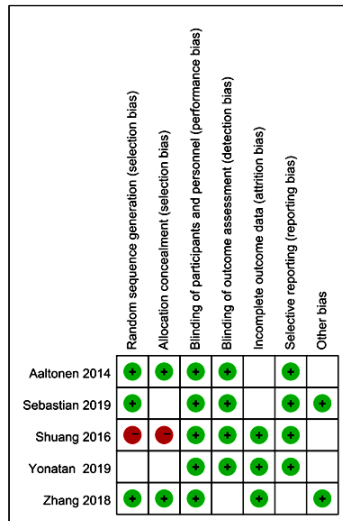 Random sequence generation (selection bias)
Allocation concealment (selection bias)
Blinding of participants and personnel (performance bias)
Blinding of outcome assessment (detection bias)
Incomplete outcome data (attrition bias)
Selective reporting (reporting bias)
Other bias
Aaltonen 2014 + + + + +
Sebastian 2019 + + + + +
Shuang 2016 - - + + + +
Yonatan 2019 + + + +
Zhang 2018 + + + + +